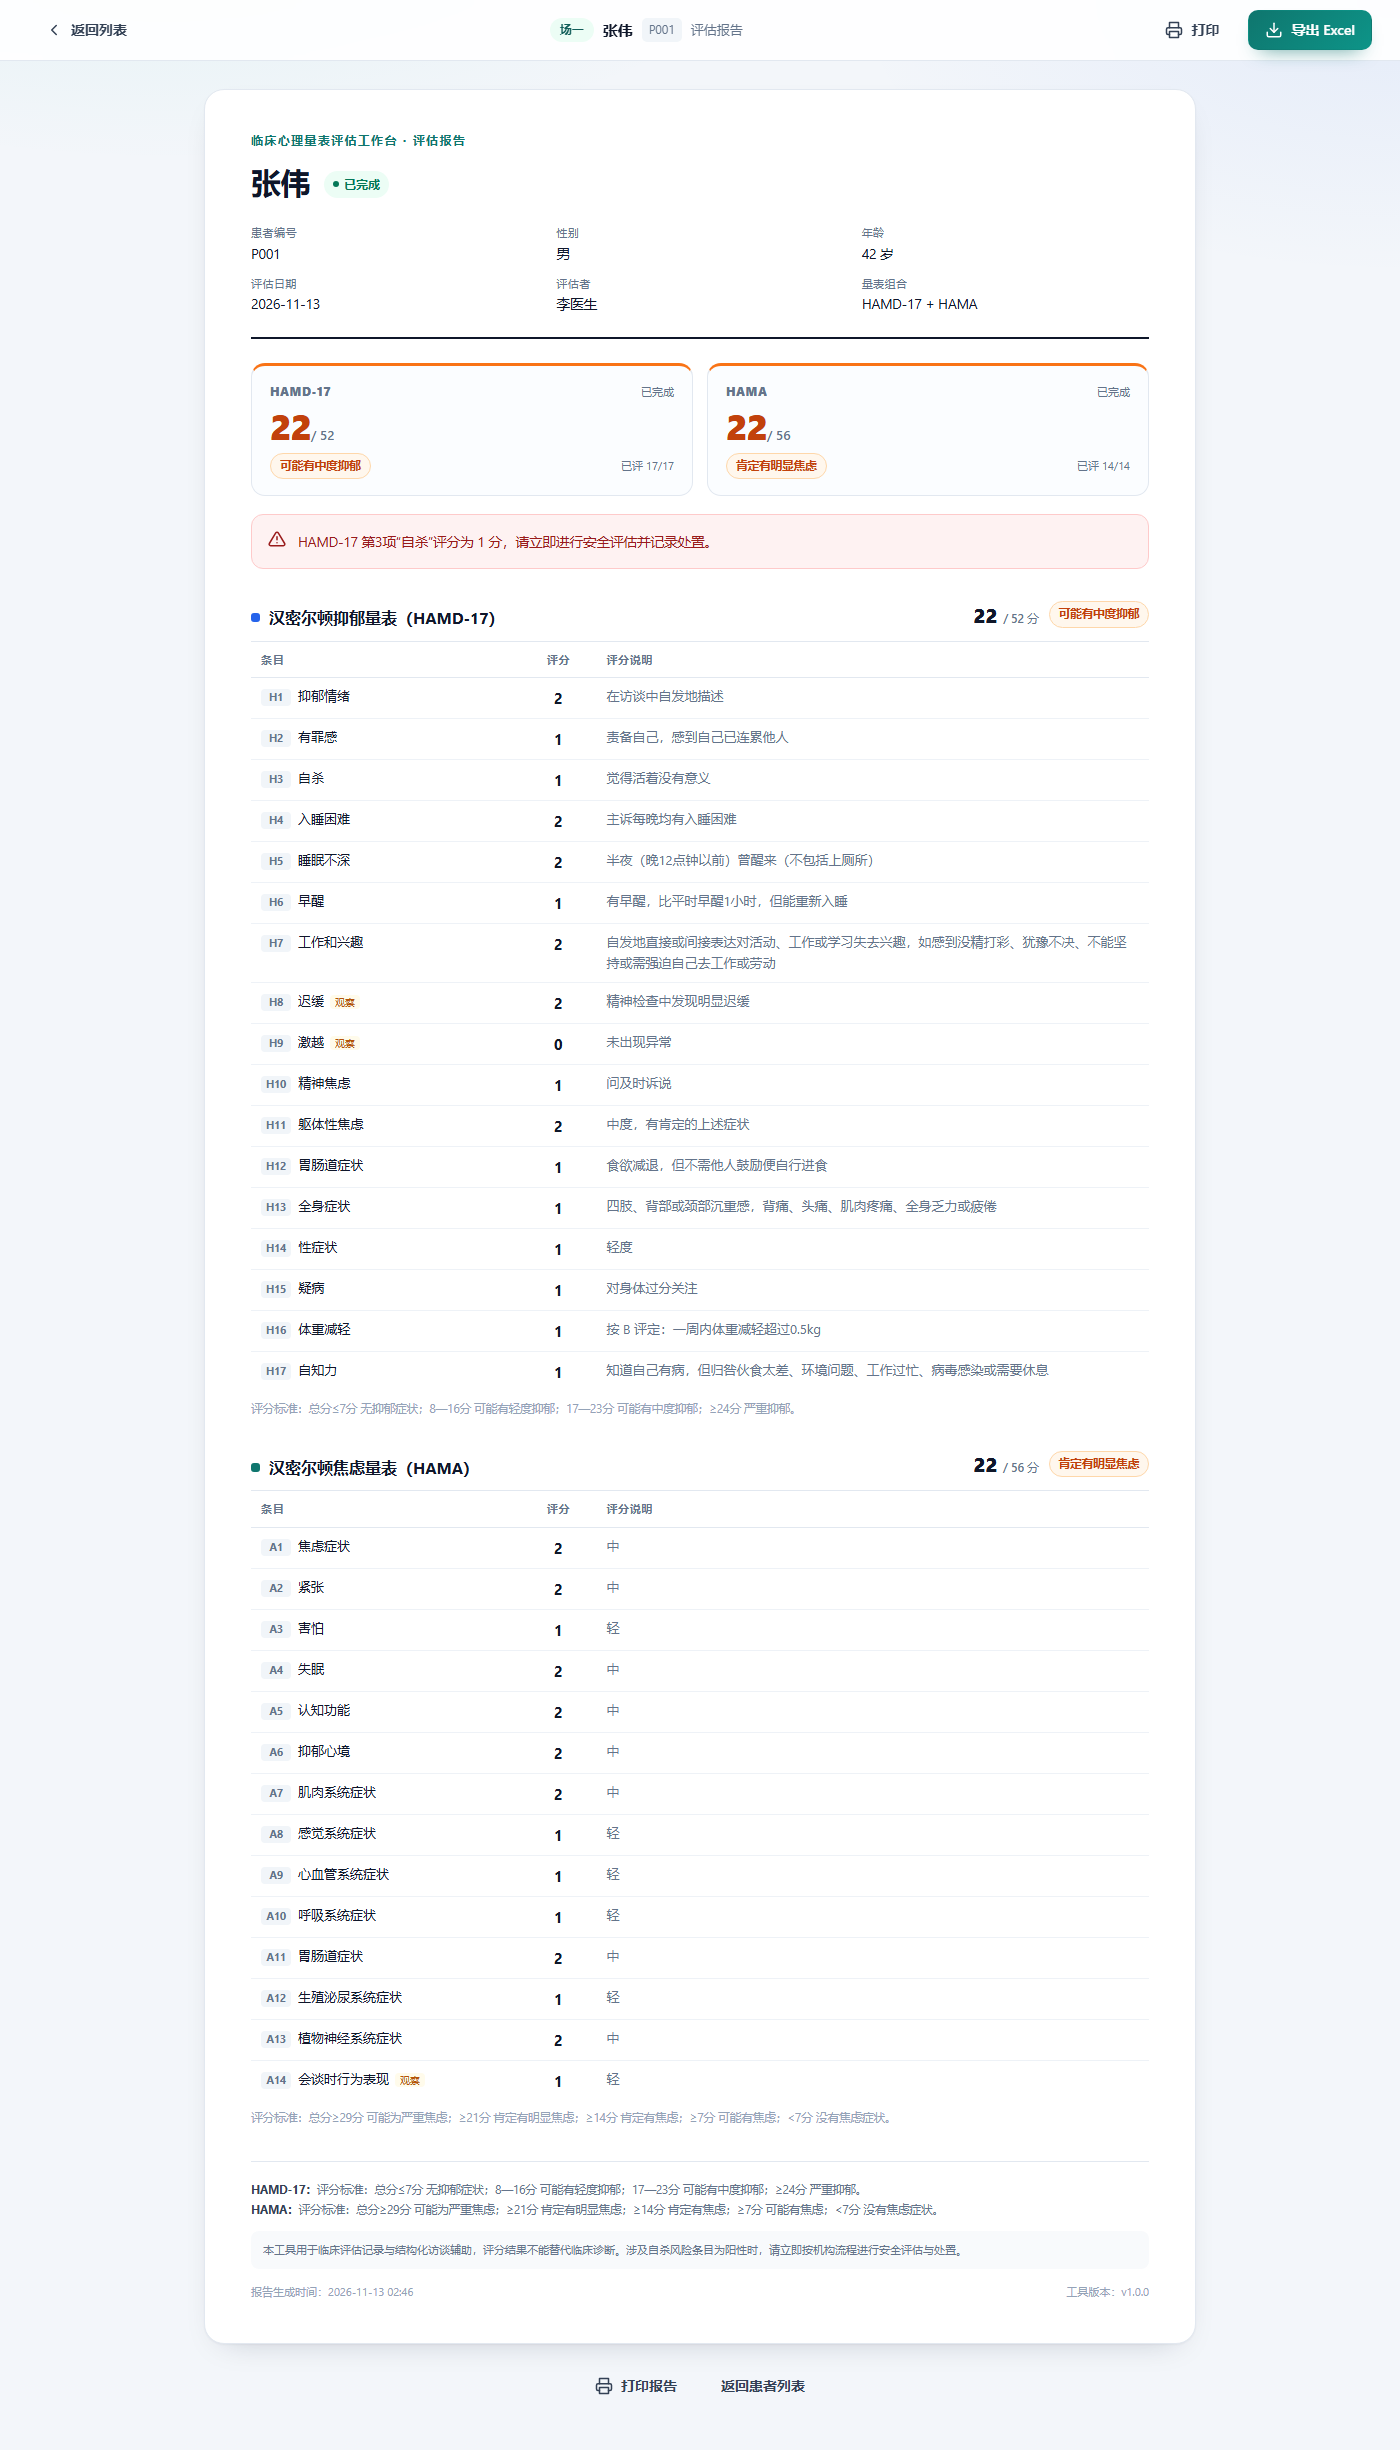 返回列表
场一 张伟 P001 评估报告
打印
导出 Excel
临床心理量表评估工作台 · 评估报告
张伟 已完成
患者编号 性别 年龄
P001 男 42 岁
评估日期 评估者 量表组合
2026-11-13 李医生 HAMD-17 + HAMA
HAMD-17 已完成
22 / 52
可能有中度抑郁 已评 17/17
HAMA 已完成
22 / 56
肯定有明显焦虑 已评 14/14
HAMD-17 第3项“自杀”评分为 1 分，请立即进行安全评估并记录处置。
汉密尔顿抑郁量表（HAMD-17） 22 / 52 分 可能有中度抑郁
条目 评分 评分说明
H1 抑郁情绪 2 在访谈中自发地描述
H2 有罪感 1 责备自己，感到自己已连累他人
H3 自杀 1 觉得活着没有意义
H4 入睡困难 2 主诉每晚均有入睡困难
H5 睡眠不深 2 半夜（晚12点钟以前）曾醒来（不包括上厕所）
H6 早醒 1 有早醒，比平时早醒1小时，但能重新入睡
H7 工作和兴趣 2 自发地直接或间接表达对活动、工作或学习失去兴趣，如感到没精打彩、犹豫不决、不能坚
持或需强迫自己去工作或劳动
H8 迟缓 观察 2 精神检查中发现明显迟缓
H9 激越 观察 0 未出现异常
H10 精神焦虑 1 问及时诉说
H11 躯体性焦虑 2 中度，有肯定的上述症状
H12 胃肠道症状 1 食欲减退，但不需他人鼓励便自行进食
H13 全身症状 1 四肢、背部或颈部沉重感，背痛、头痛、肌肉疼痛、全身乏力或疲倦
H14 性症状 1 轻度
H15 疑病 1 对身体过分关注
H16 体重减轻 1 按 B 评定：一周内体重减轻超过0.5kg
H17 自知力 1 知道自己有病，但归咎伙食太差、环境问题、工作过忙、病毒感染或需要休息
评分标准：总分≤7分 无抑郁症状；8—16分 可能有轻度抑郁；17—23分 可能有中度抑郁；≥24分 严重抑郁。
汉密尔顿焦虑量表（HAMA） 22 / 56 分 肯定有明显焦虑
条目 评分 评分说明
A1 焦虑症状 2 中
A2 紧张 2 中
A3 害怕 1 轻
A4 失眠 2 中
A5 认知功能 2 中
A6 抑郁心境 2 中
A7 肌肉系统症状 2 中
A8 感觉系统症状 1 轻
A9 心血管系统症状 1 轻
A10 呼吸系统症状 1 轻
A11 胃肠道症状 2 中
A12 生殖泌尿系统症状 1 轻
A13 植物神经系统症状 2 中
A14 会谈时行为表现 观察 1 轻
评分标准：总分≥29分 可能为严重焦虑；≥21分 肯定有明显焦虑；≥14分 肯定有焦虑；≥7分 可能有焦虑；<7分 没有焦虑症状。
HAMD-17：评分标准：总分≤7分 无抑郁症状；8—16分 可能有轻度抑郁；17—23分 可能有中度抑郁；≥24分 严重抑郁。
HAMA：评分标准：总分≥29分 可能为严重焦虑；≥21分 肯定有明显焦虑；≥14分 肯定有焦虑；≥7分 可能有焦虑；<7分 没有焦虑症状。
本工具用于临床评估记录与结构化访谈辅助，评分结果不能替代临床诊断。涉及自杀风险条目为阳性时，请立即按机构流程进行安全评估与处置。
报告生成时间：2026-11-13 02:46 工具版本：v1.0.0
打印报告 返回患者列表